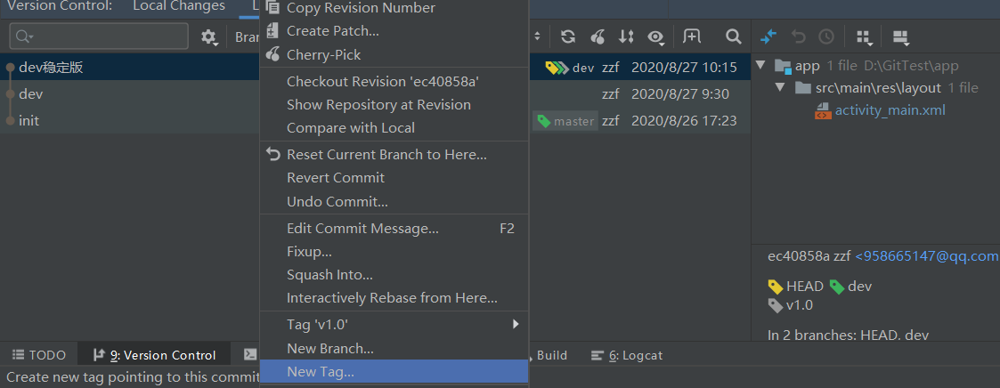 Version Control: Local Changes
Copy Revision Number
Create Patch...
Cherry-Pick
Checkout Revision 'ec40858a'
Show Repository at Revision
Compare with Local
Reset Current Branch to Here...
Revert Commit
Undo Commit...
Edit Commit Message... F2
Fixup...
Squash Into...
Interactively Rebase from Here...
Tag 'v1.0'
New Branch...
New Tag...
dev稳定版
dev
init
dev zzf 2020/8/27 10:15
zzf 2020/8/27 9:30
master zzf 2020/8/26 17:23
app 1 file D:\GitTest\app
src\main\res\layout 1 file
activity_main.xml
ec40858a zzf <958665147@qq.com
HEAD dev
v1.0
In 2 branches: HEAD, dev
TODO 9: Version Control Build 6: Logcat
Create new tag pointing to this commit